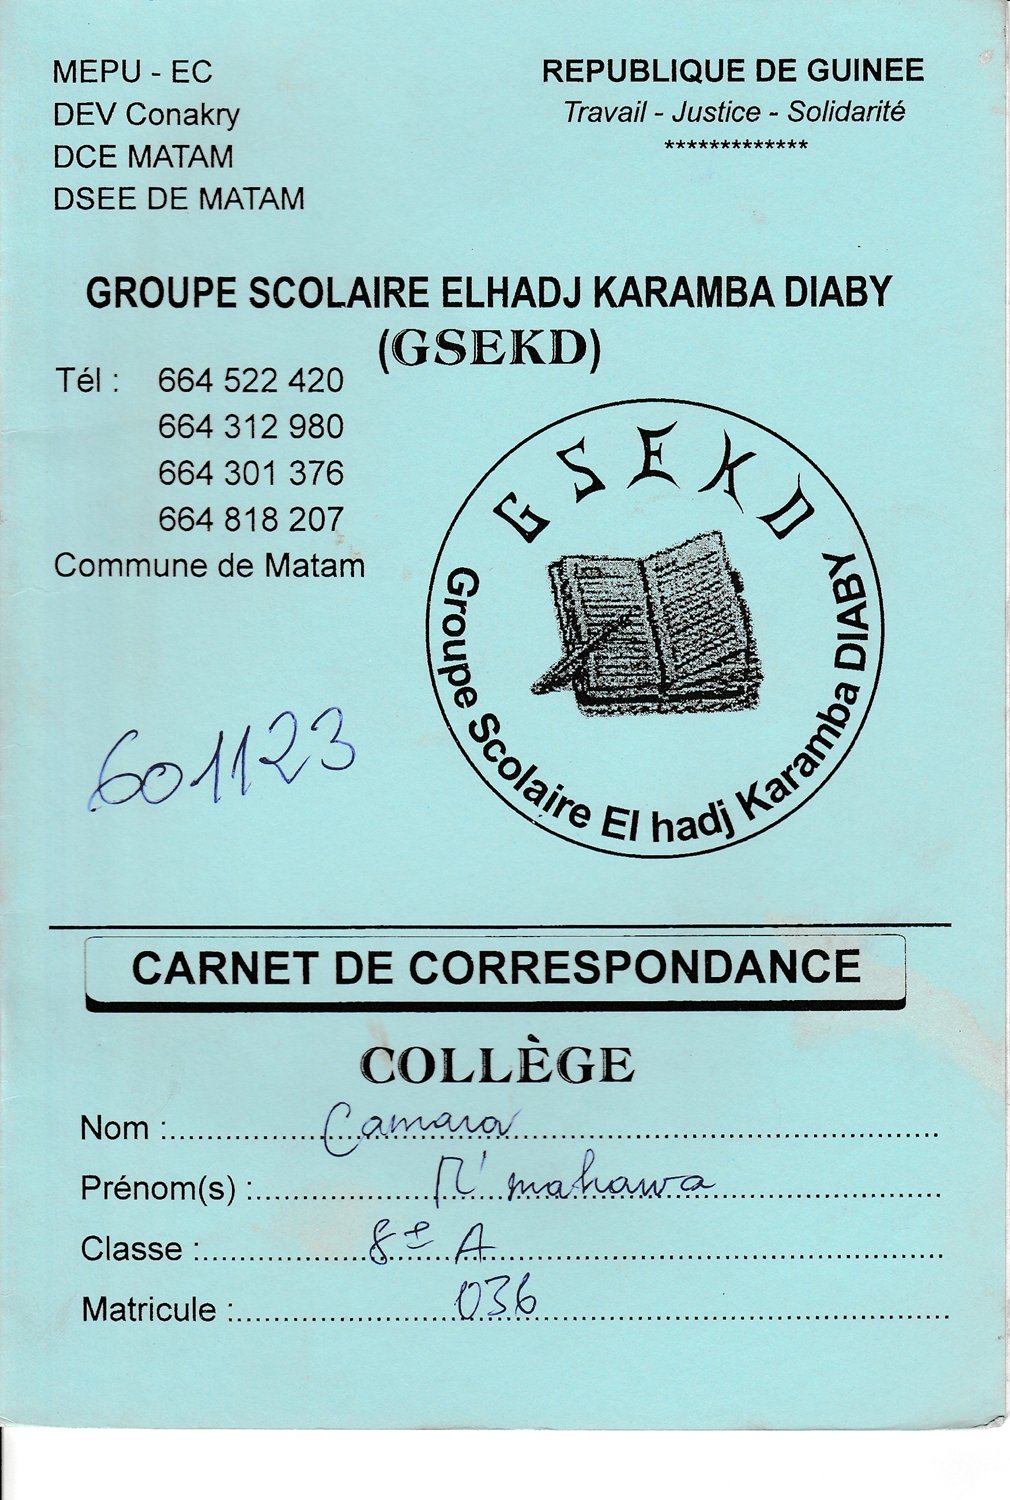 MEPU - EC
DEV Conakry
DCE MATAM
DSEE DE MATAM
REPUBLIQUE DE GUINEE
Travail - Justice - Solidarité
*************
GROUPE SCOLAIRE ELHADJ KARAMBA DIABY
(GSEKD)
Tél : 664 522 420
664 312 980
664 301 376
664 818 207
Commune de Matam
GSEKD
Groupe Scolaire El hadj Karamba DIABY
601123
CARNET DE CORRESPONDANCE
COLLÈGE
Nom : Camara
Prénom(s) : M'mahawa
Classe : 8e A
Matricule : 036